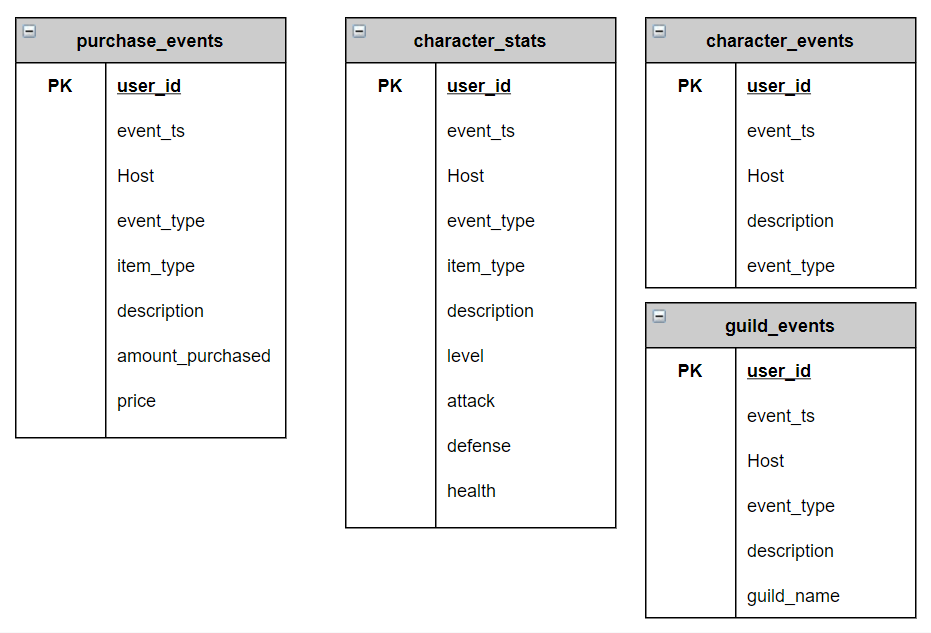 purchase_events
PK user_id
event_ts
Host
event_type
item_type
description
amount_purchased
price
character_stats
PK user_id
event_ts
Host
event_type
item_type
description
level
attack
defense
health
character_events
PK user_id
event_ts
Host
description
event_type
guild_events
PK user_id
event_ts
Host
event_type
description
guild_name